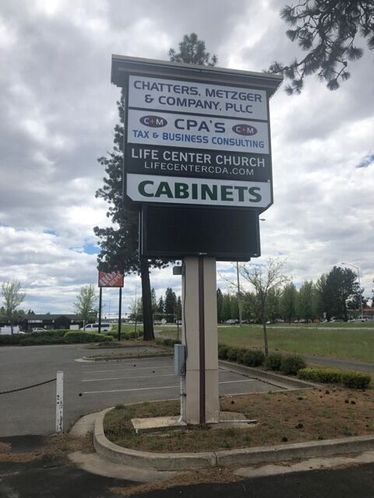 CHATTERS, METZGER
& COMPANY, PLLC
C+M CPA'S C+M
TAX & BUSINESS CONSULTING
LIFE CENTER CHURCH
LIFECENTERCDA.COM
CABINETS